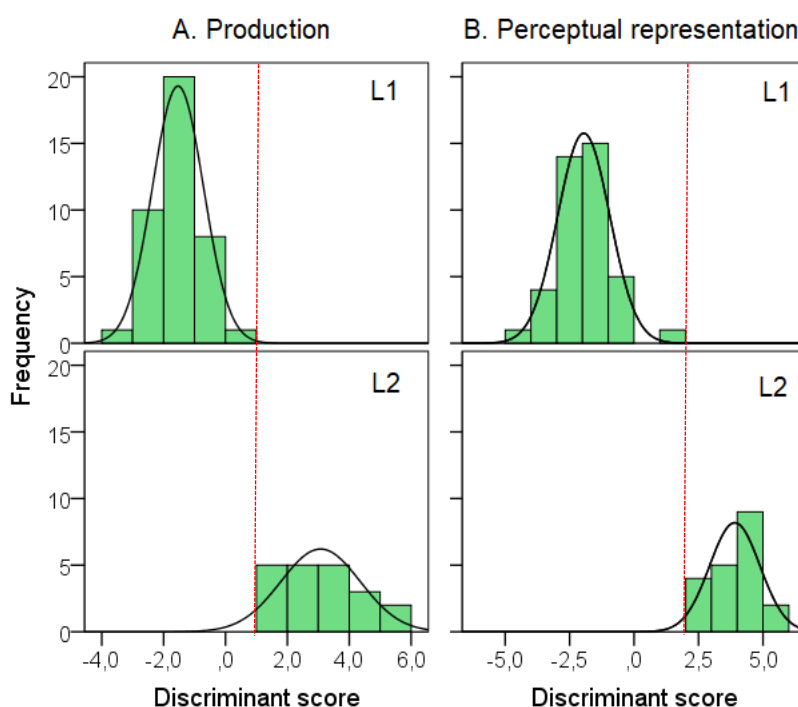 A. Production
B. Perceptual representation
L1
L1
20
15
10
5
0
L2
L2
20
15
10
5
0
Frequency
-4,0 -2,0 ,0 2,0 4,0 6,0
-5,0 -2,5 ,0 2,5 5,0
Discriminant score
Discriminant score